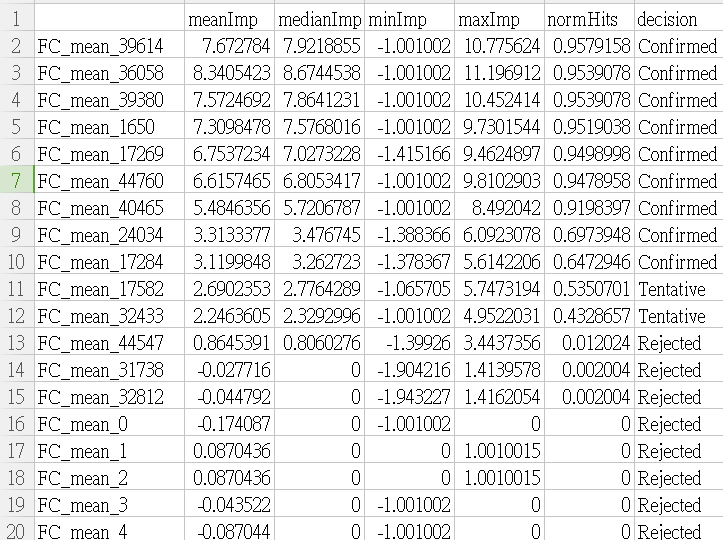 1 meanImp medianImp minImp maxImp normHits decision
2 FC_mean_39614 7.672784 7.9218855 -1.001002 10.775624 0.9579158 Confirmed
3 FC_mean_36058 8.3405423 8.6744538 -1.001002 11.196912 0.9539078 Confirmed
4 FC_mean_39380 7.5724692 7.8641231 -1.001002 10.452414 0.9539078 Confirmed
5 FC_mean_1650 7.3098478 7.5768016 -1.001002 9.7301544 0.9519038 Confirmed
6 FC_mean_17269 6.7537234 7.0273228 -1.415166 9.4624897 0.9498998 Confirmed
7 FC_mean_44760 6.6157465 6.8053417 -1.001002 9.8102903 0.9478958 Confirmed
8 FC_mean_40465 5.4846356 5.7206787 -1.001002 8.492042 0.9198397 Confirmed
9 FC_mean_24034 3.3133377 3.476745 -1.388366 6.0923078 0.6973948 Confirmed
10 FC_mean_17284 3.1199848 3.262723 -1.378367 5.6142206 0.6472946 Confirmed
11 FC_mean_17582 2.6902353 2.7764289 -1.065705 5.7473194 0.5350701 Tentative
12 FC_mean_32433 2.2463605 2.3292996 -1.001002 4.9522031 0.4328657 Tentative
13 FC_mean_44547 0.8645391 0.8060276 -1.39926 3.4437356 0.012024 Rejected
14 FC_mean_31738 -0.027716 0 -1.904216 1.4139578 0.002004 Rejected
15 FC_mean_32812 -0.044792 0 -1.943227 1.4162054 0.002004 Rejected
16 FC_mean_0 -0.174087 0 -1.001002 0 0 Rejected
17 FC_mean_1 0.0870436 0 0 1.0010015 0 Rejected
18 FC_mean_2 0.0870436 0 0 1.0010015 0 Rejected
19 FC_mean_3 -0.043522 0 -1.001002 0 0 Rejected
20 FC_mean_4 -0.087044 0 -1.001002 0 0 Rejected